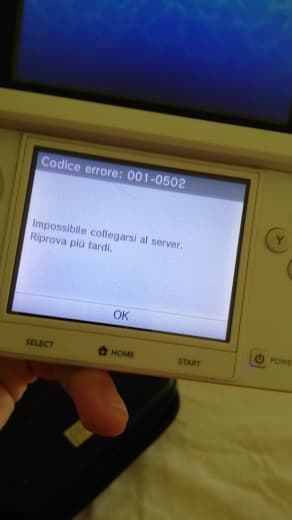 Codice errore: 001-0502
Impossibile collegarsi al server.
Riprova più tardi.
OK
Y
SELECT
HOME
START
POWER